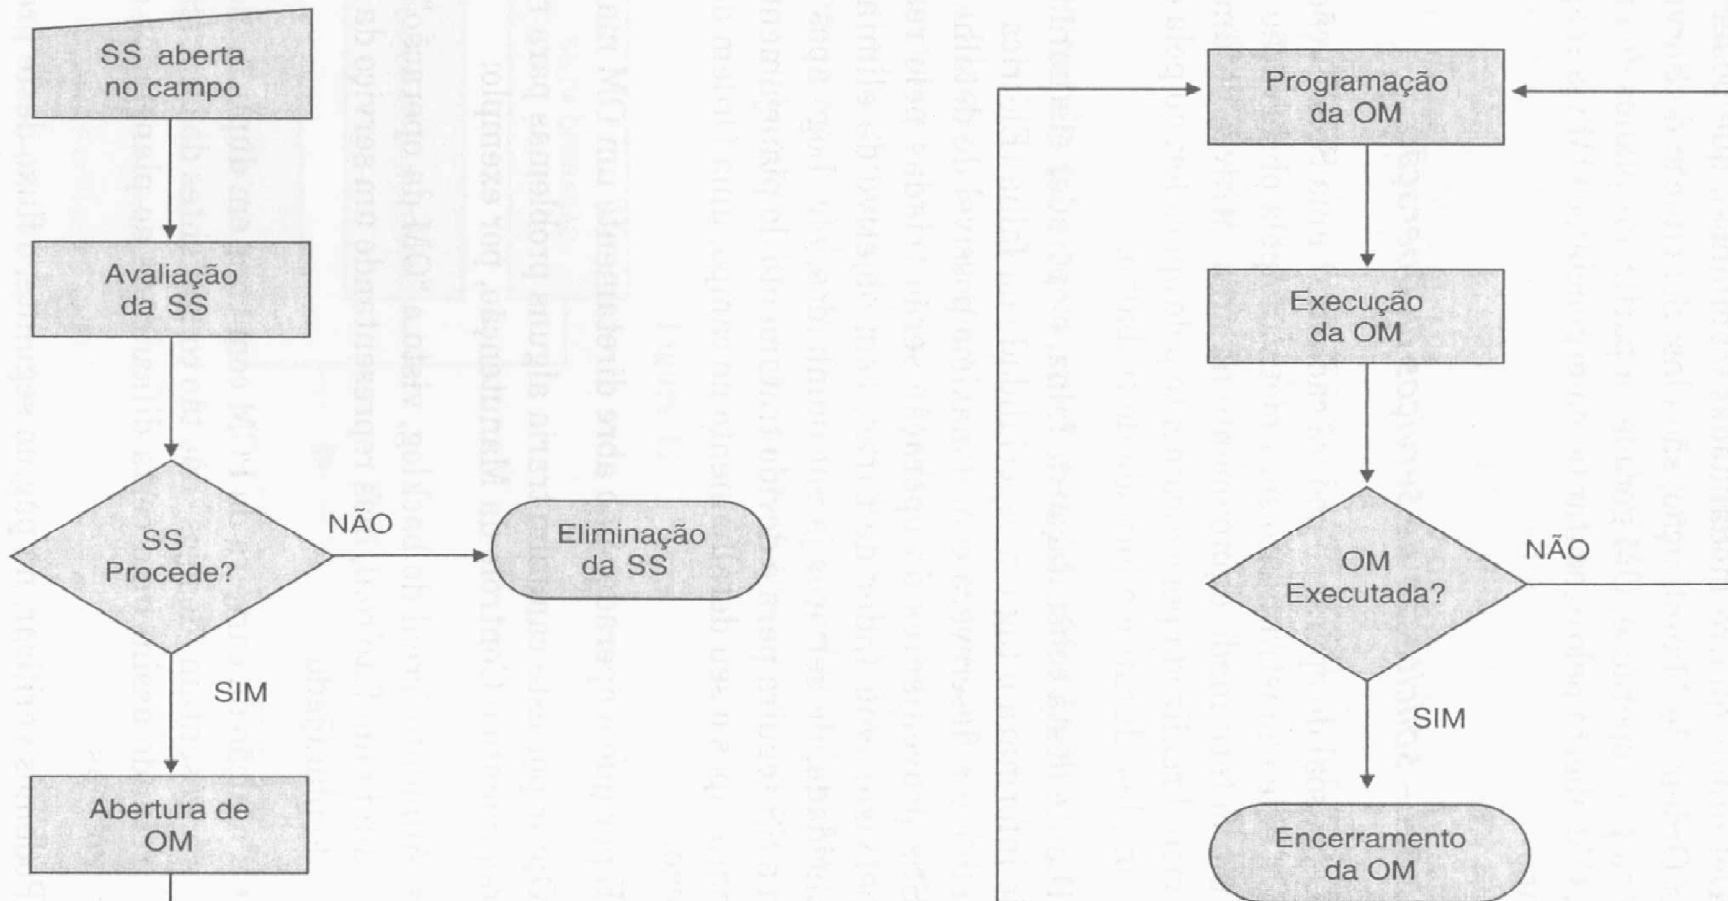 SS aberta
no campo
Avaliação
da SS
SS
Procede?
NÃO
Eliminação
da SS
SIM
Abertura de
OM
Programação
da OM
Execução
da OM
OM
Executada?
NÃO
SIM
Encerramento
da OM